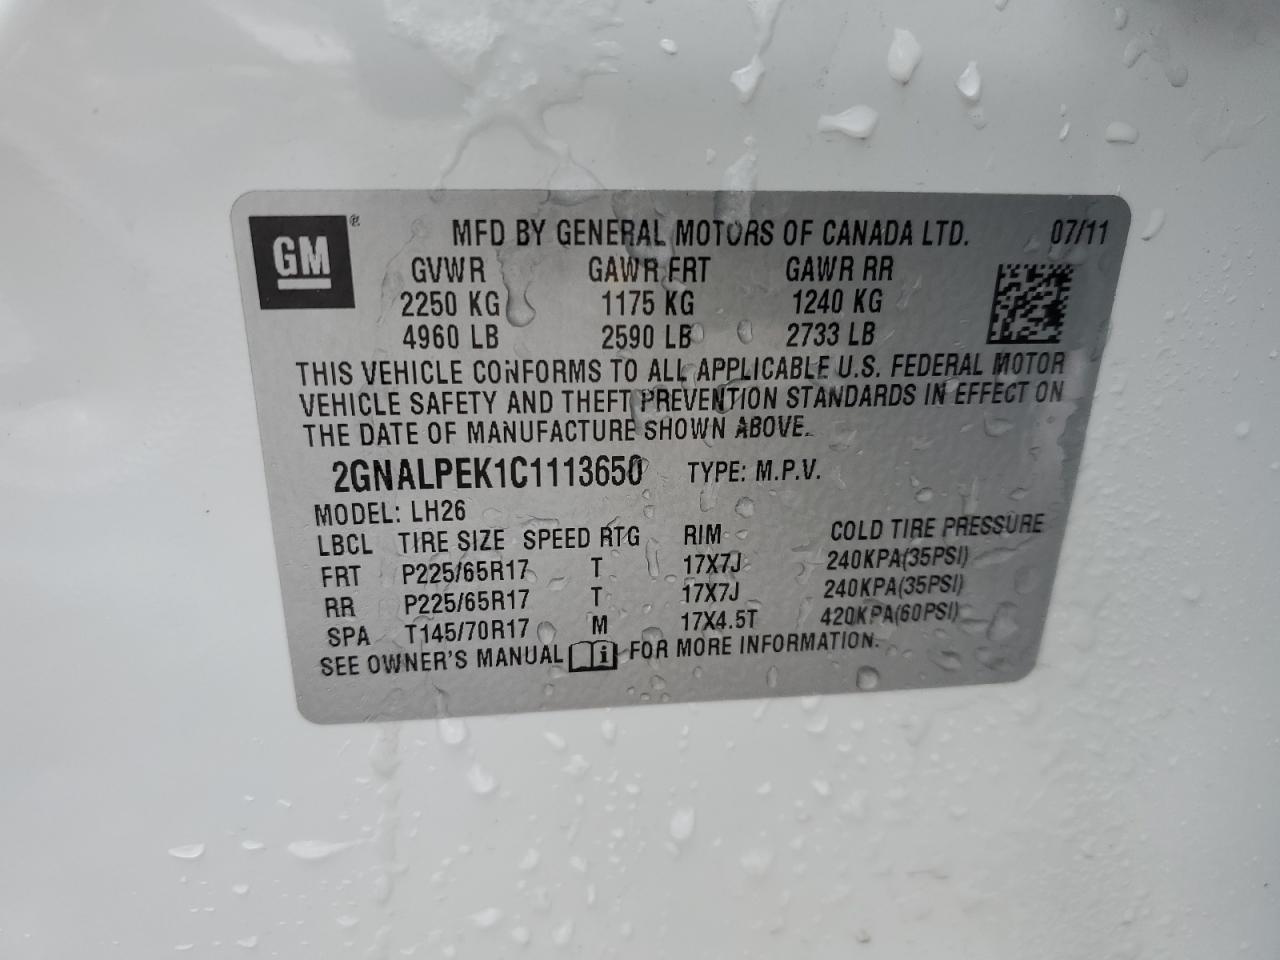 GM ® MFD BY GENERAL MOTORS OF CANADA LTD. 07/11
GVWR GAWR FRT GAWR RR
2250 KG 1175 KG 1240 KG
4960 LB 2590 LB 2733 LB
THIS VEHICLE CONFORMS TO ALL APPLICABLE U.S. FEDERAL MOTOR
VEHICLE SAFETY AND THEFT PREVENTION STANDARDS IN EFFECT ON
THE DATE OF MANUFACTURE SHOWN ABOVE.
2GNALPEK1C1113650 TYPE: M.P.V.
MODEL: LH26
LBCL TIRE SIZE SPEED RTG RIM COLD TIRE PRESSURE
FRT P225/65R17 T 17X7J 240KPA(35PSI)
RR P225/65R17 T 17X7J 240KPA(35PSI)
SPA T145/70R17 M 17X4.5T 420KPA(60PSI)
SEE OWNER'S MANUAL i FOR MORE INFORMATION.